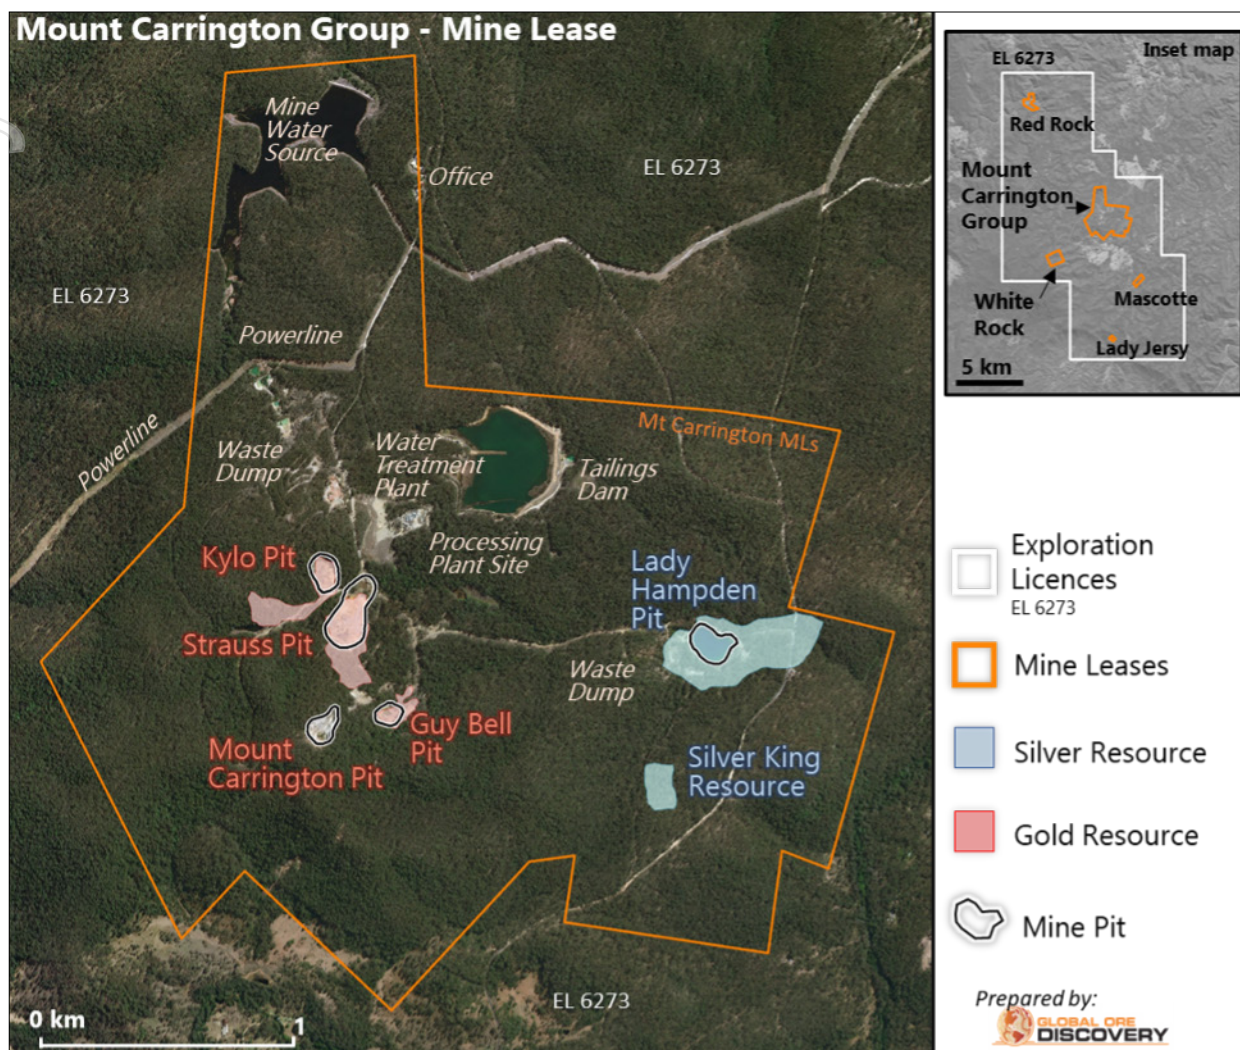 Mount Carrington Group - Mine Lease
Mine
Water
Source
Office
EL 6273
EL 6273
Powerline
Powerline
Mt Carrington MLs
Waste
Dump
Water
Treatment
Plant
Tailings
Dam
Processing
Plant Site
Kylo Pit
Strauss Pit
Lady
Hampden
Pit
Waste
Dump
Guy Bell
Pit
Mount
Carrington Pit
Silver King
Resource
EL 6273
0 km
1
Inset map
EL 6273
Red Rock
Mount
Carrington
Group
White
Rock
Mascotte
Lady Jersy
5 km
Exploration
Licences
EL 6273
Mine Leases
Silver Resource
Gold Resource
Mine Pit
Prepared by:
GLOBAL ORE
DISCOVERY